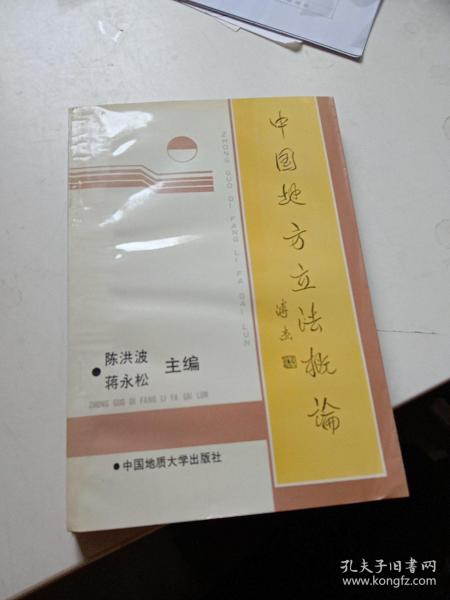 中国地方立法概论
溥杰
ZHONG GUO DI FANG LI FA GAI LUN
陈洪波
蒋永松
主编
ZHONG GUO DI FANG LI FA GAI LUN
中国地质大学出版社
孔夫子旧书网
www.kongfz.com